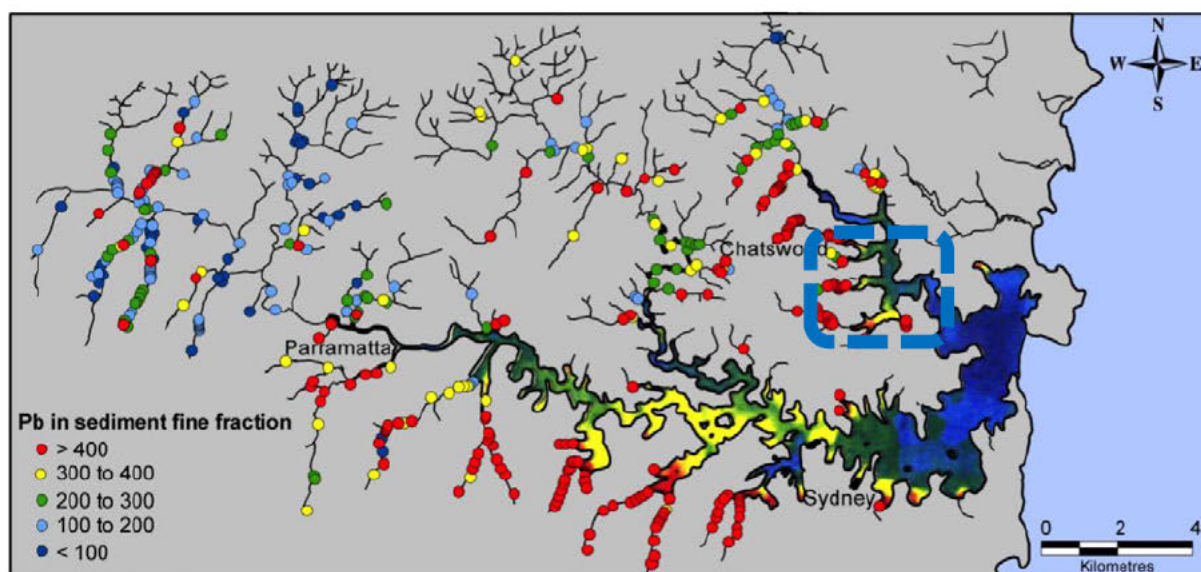 N
W E
S
Chatswood
Parramatta
Pb in sediment fine fraction
> 400
300 to 400
200 to 300
100 to 200
< 100
Sydney
0 2 4
Kilometres